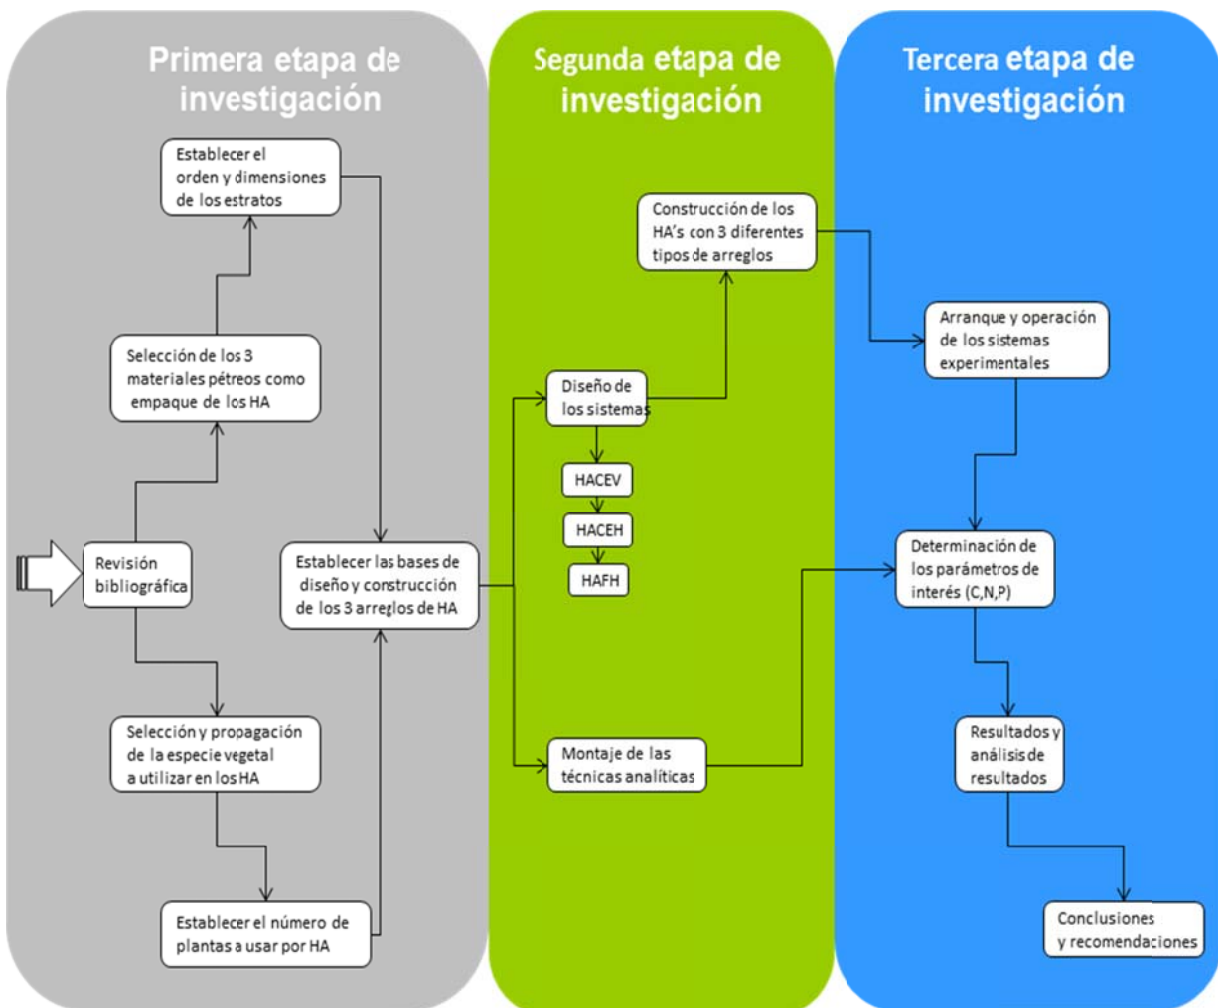 Primera etapa de
investigación
Establecer el
orden y dimensiones
de los estratos
Selección de los 3
materiales pétreos como
empaque de los HA
Revisión
bibliográfica
Selección y propagación
de la especie vegetal
a utilizar en los HA
Establecer el número de
plantas a usar por HA
Establecer las bases de
diseño y construcción
de los 3 arreglos de HA
Segunda etapa de
investigación
Construcción de los
HA's con 3 diferentes
tipos de arreglos
Diseño de
los sistemas
HACEV
HACEH
HAFH
Montaje de las
técnicas analíticas
Tercera etapa de
investigación
Arranque y operación
de los sistemas
experimentales
Determinación de
los parámetros de
interés (C,N,P)
Resultados y
análisis de
resultados
Conclusiones
y recomendaciones